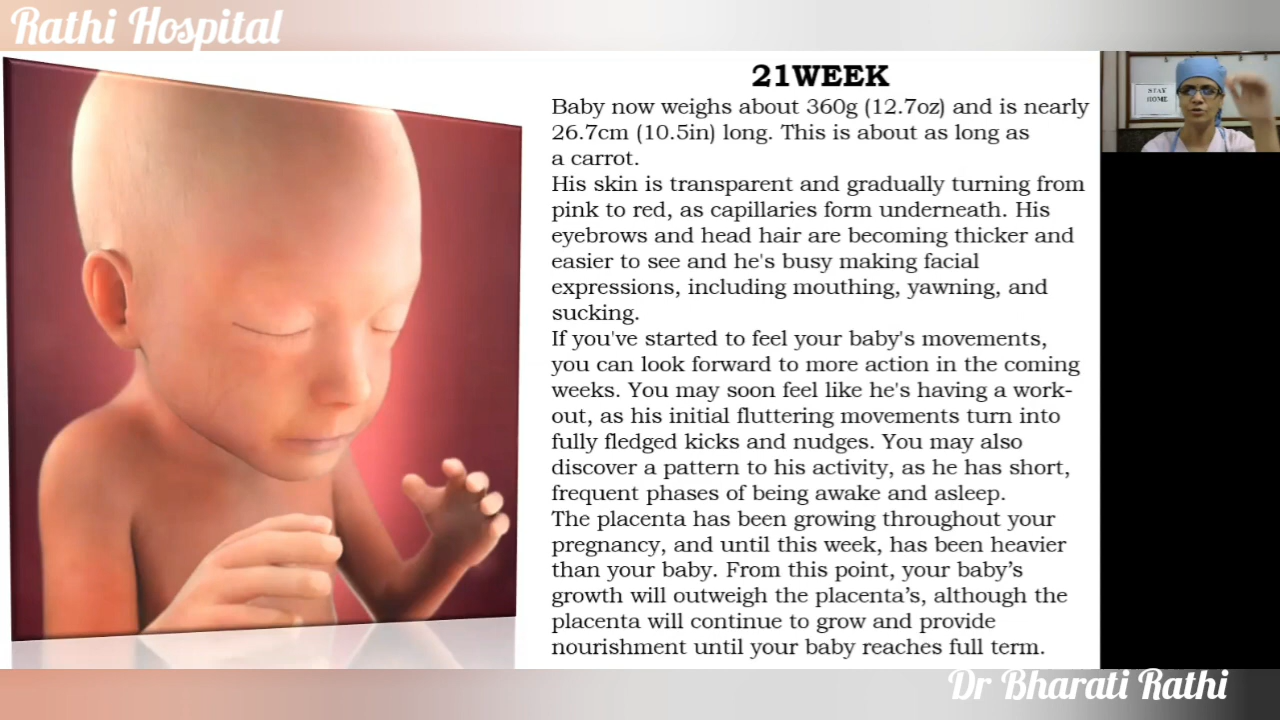 Rathi Hospital
21WEEK
Baby now weighs about 360g (12.7oz) and is nearly
26.7cm (10.5in) long. This is about as long as
a carrot.
His skin is transparent and gradually turning from
pink to red, as capillaries form underneath. His
eyebrows and head hair are becoming thicker and
easier to see and he's busy making facial
expressions, including mouthing, yawning, and
sucking.
If you've started to feel your baby's movements,
you can look forward to more action in the coming
weeks. You may soon feel like he's having a work-
out, as his initial fluttering movements turn into
fully fledged kicks and nudges. You may also
discover a pattern to his activity, as he has short,
frequent phases of being awake and asleep.
The placenta has been growing throughout your
pregnancy, and until this week, has been heavier
than your baby. From this point, your baby’s
growth will outweigh the placenta’s, although the
placenta will continue to grow and provide
nourishment until your baby reaches full term.
STAY
HOME
Dr Bharati Rathi